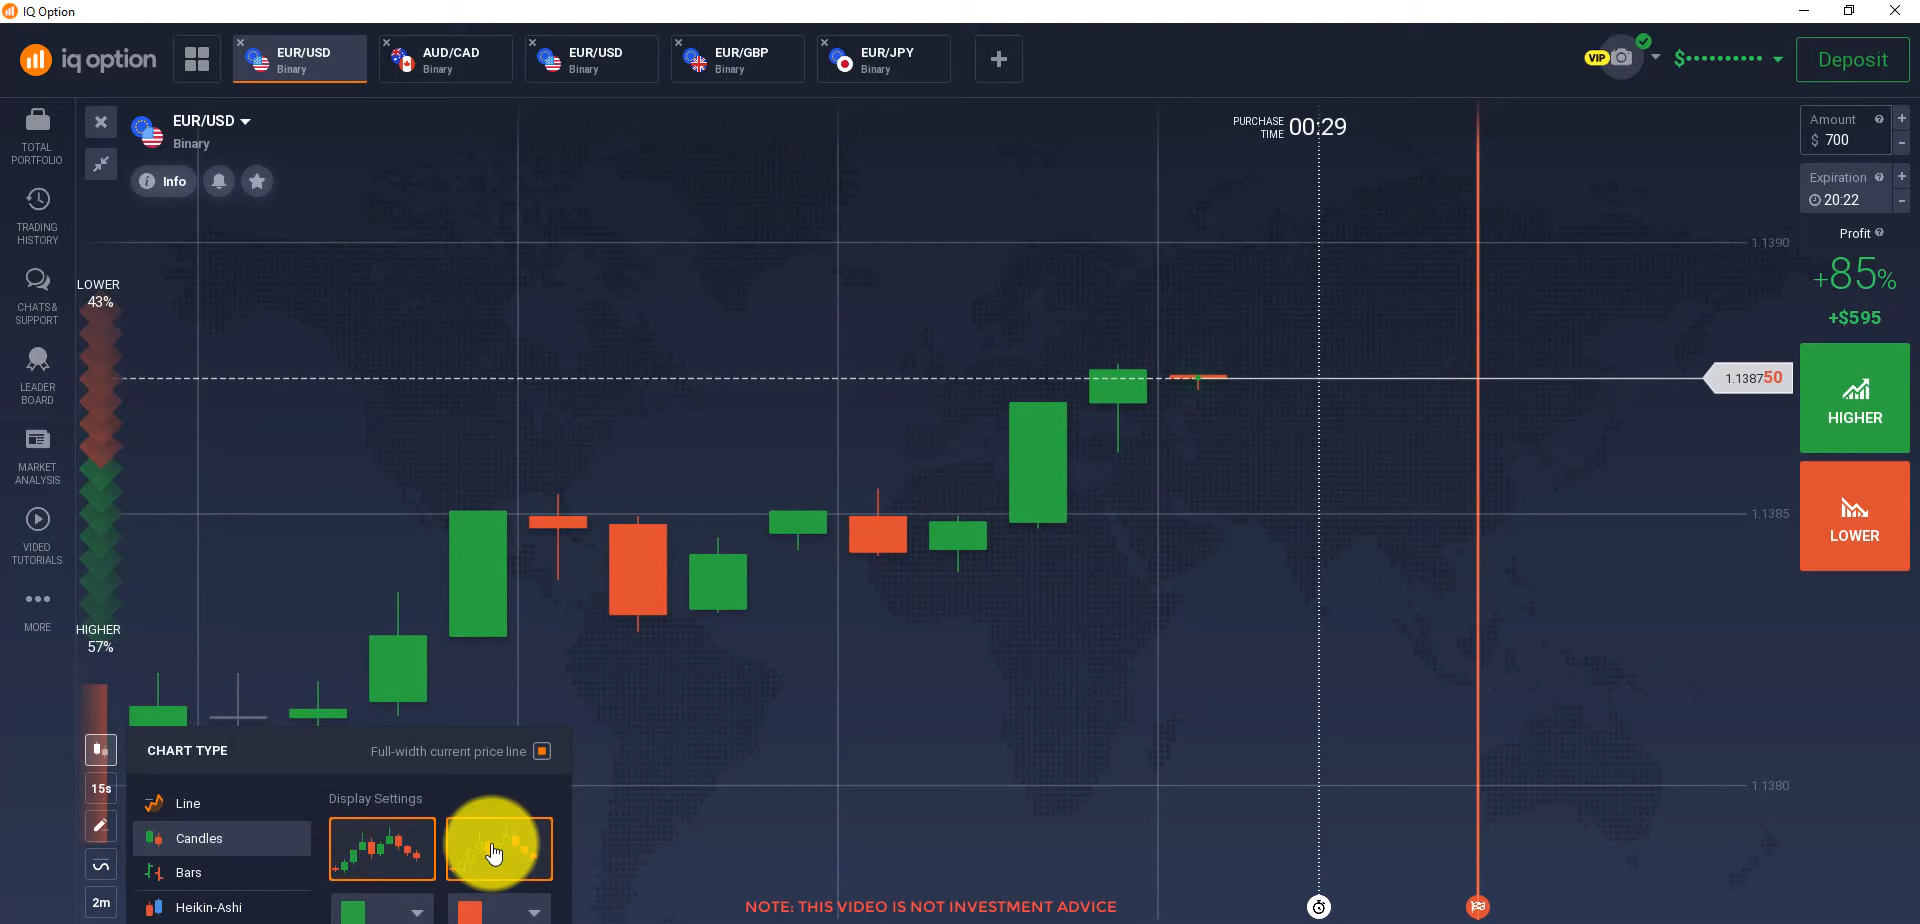 IQ Option
iq option
EUR/USD
Binary
AUD/CAD
Binary
EUR/USD
Binary
EUR/GBP
Binary
EUR/JPY
Binary
VIP
$
Deposit
TOTAL
PORTFOLIO
TRADING
HISTORY
CHATS &
SUPPORT
LEADER
BOARD
MARKET
ANALYSIS
VIDEO
TUTORIALS
MORE
EUR/USD
Binary
Info
LOWER
43%
HIGHER
57%
PURCHASE
TIME
00:29
1.1390
1.138750
1.1385
1.1380
Amount
$ 700
Expiration
20:22
Profit
+85%
+$595
HIGHER
LOWER
15s
2m
CHART TYPE
Full-width current price line
Line
Candles
Bars
Heikin-Ashi
Display Settings
NOTE: THIS VIDEO IS NOT INVESTMENT ADVICE